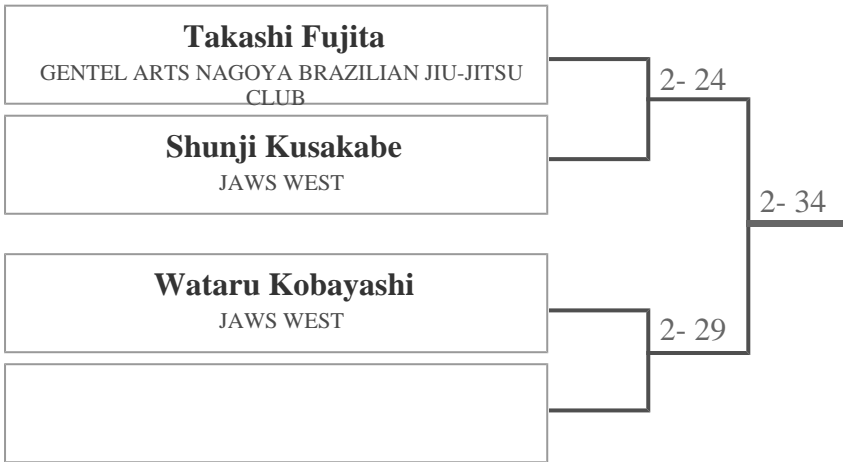 Takashi Fujita
GENTEL ARTS NAGOYA BRAZILIAN JIU-JITSU
CLUB
2- 24
Shunji Kusakabe
JAWS WEST
2- 34
Wataru Kobayashi
JAWS WEST
2- 29